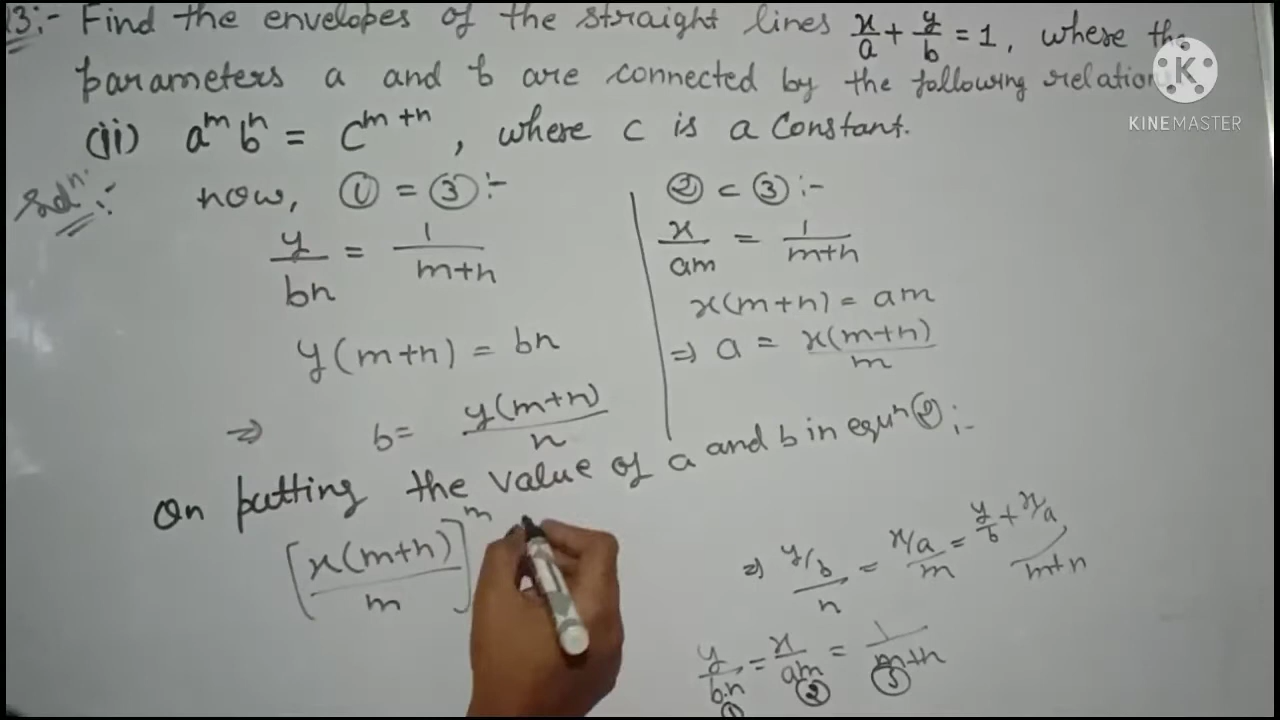 13:- Find the envelopes of the straight lines x/a + y/b = 1, where the
parameters a and b are connected by the following relation
KINEMASTER
(ii) a^m b^n = c^(m+n), where c is a constant.
Sol^n :-
now, ① = ③ :-
y/bn = 1/(m+n)
y(m+n) = bn
⇒ b = y(m+n)/n
② = ③ :-
x/am = 1/(m+n)
x(m+n) = am
⇒ a = x(m+n)/m
On putting the value of a and b in equ^n ② :-
[x(m+n)/m]^m
⇒ (y/b)/n = (x/a)/m = (y/b + x/a)/(m+n)
y/bn = x/am = 1/(m+n)
① ② ③